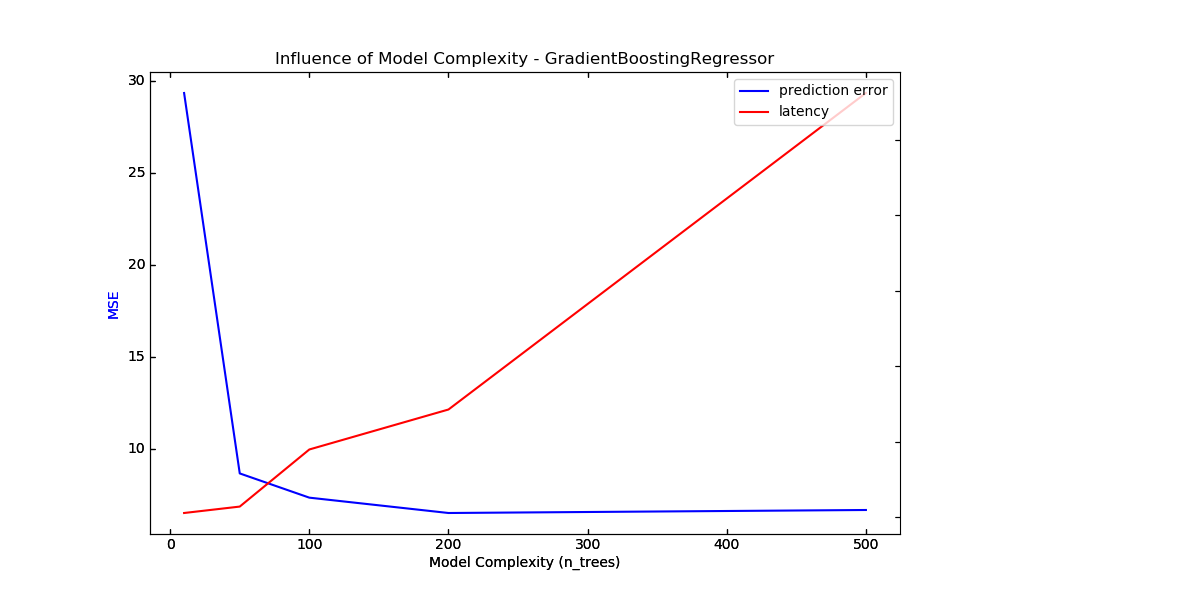 Influence of Model Complexity - GradientBoostingRegressor
prediction error
latency
30
25
20
15
10
MSE
0 100 200 300 400 500
Model Complexity (n_trees)